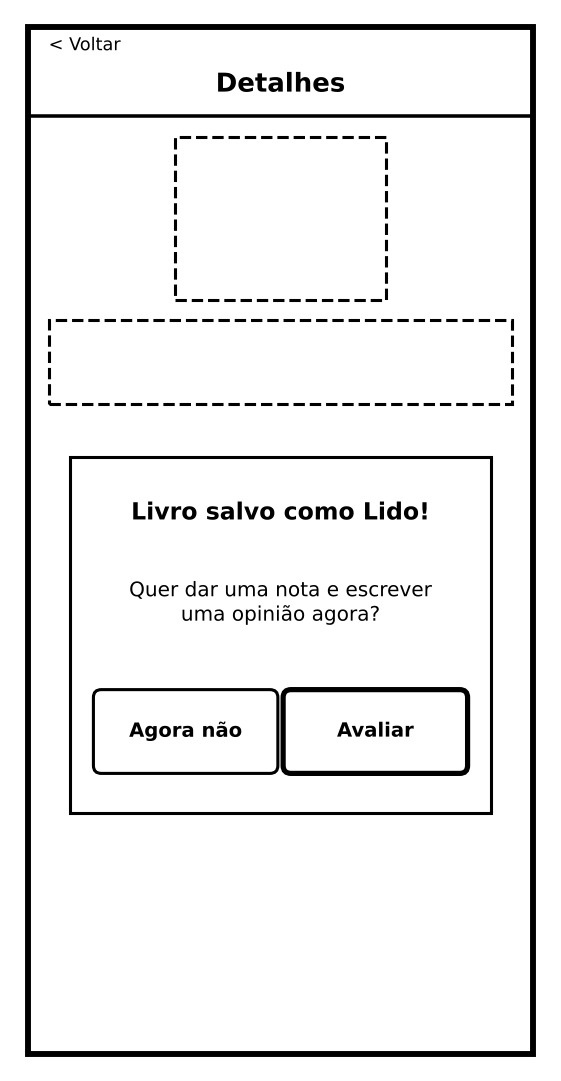 < Voltar
Detalhes
Livro salvo como Lido!
Quer dar uma nota e escrever
uma opinião agora?
Agora não
Avaliar